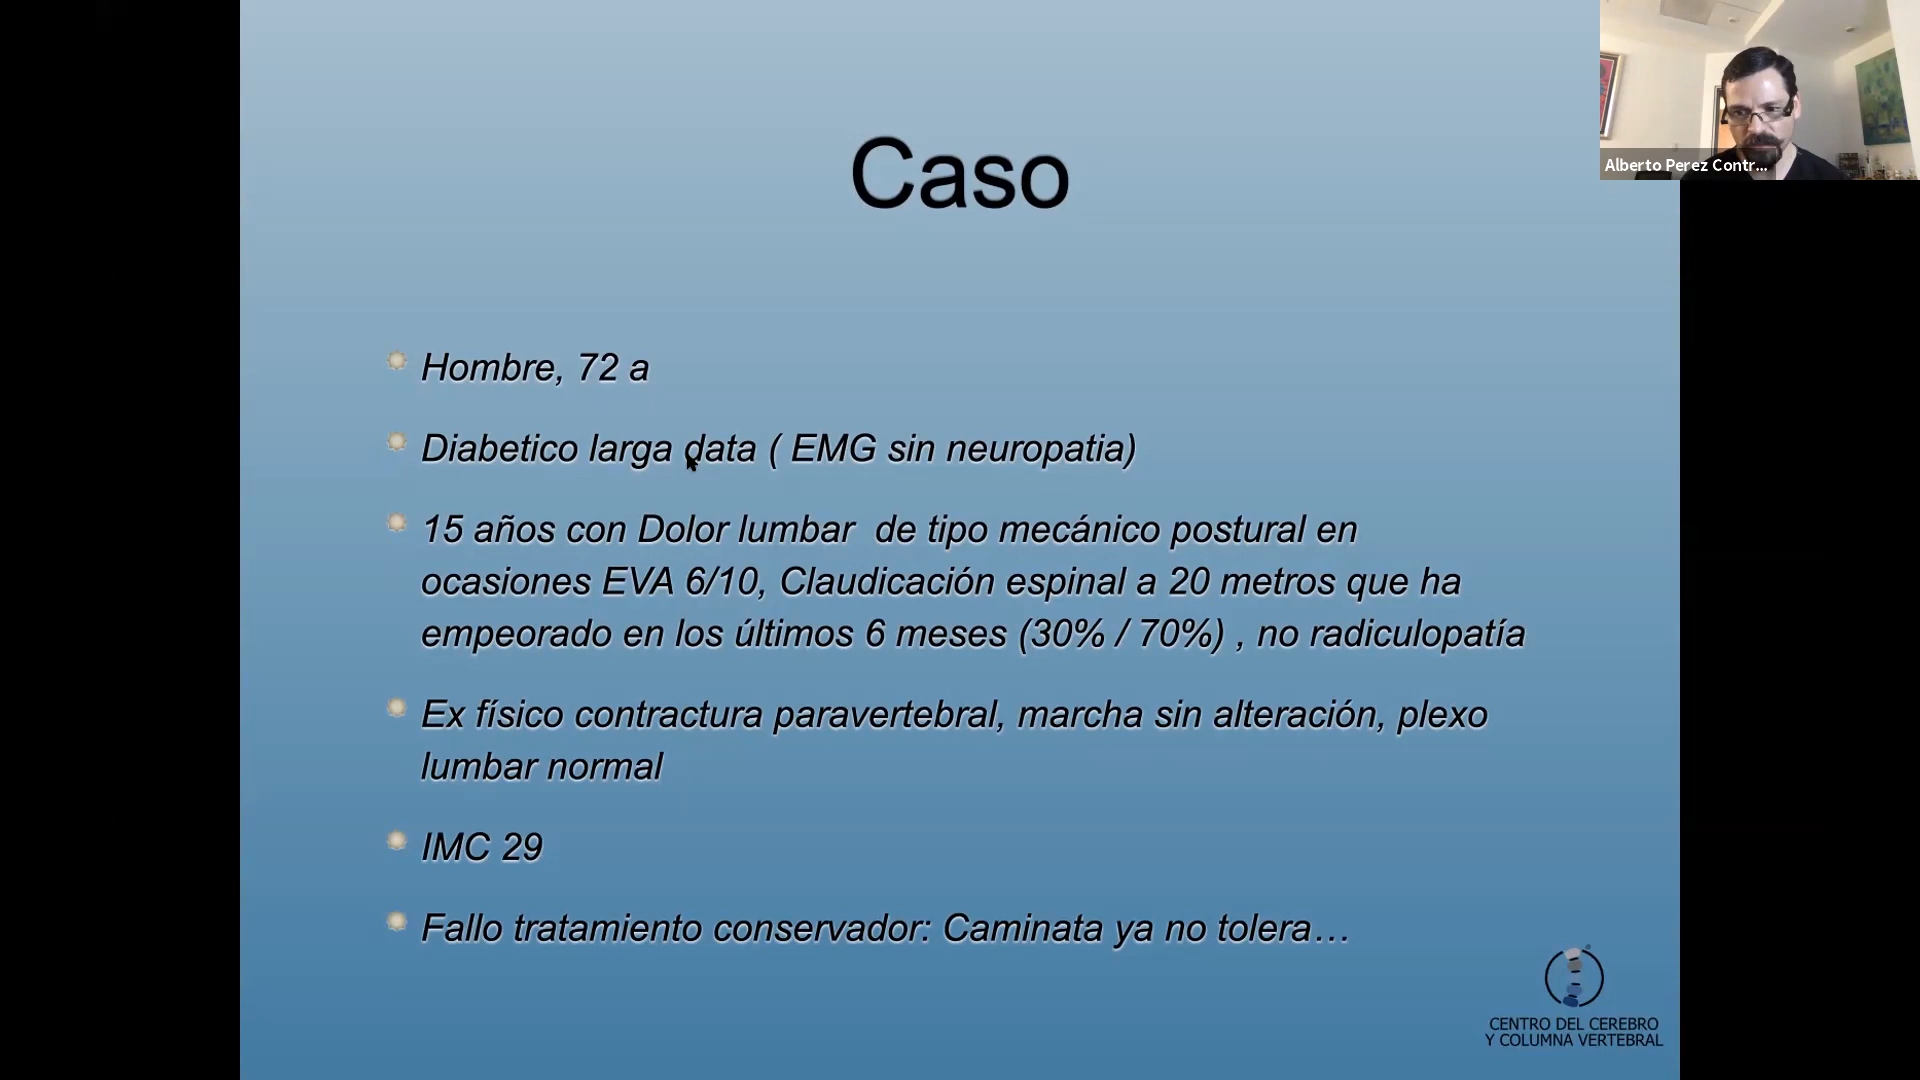 Caso
Alberto Perez Contr...
Hombre, 72 a
Diabetico larga data ( EMG sin neuropatia)
15 años con Dolor lumbar  de tipo mecánico postural en
ocasiones EVA 6/10, Claudicación espinal a 20 metros que ha
empeorado en los últimos 6 meses (30% / 70%) , no radiculopatía
Ex físico contractura paravertebral, marcha sin alteración, plexo
lumbar normal
IMC 29
Fallo tratamiento conservador: Caminata ya no tolera…
CENTRO DEL CEREBRO
Y COLUMNA VERTEBRAL